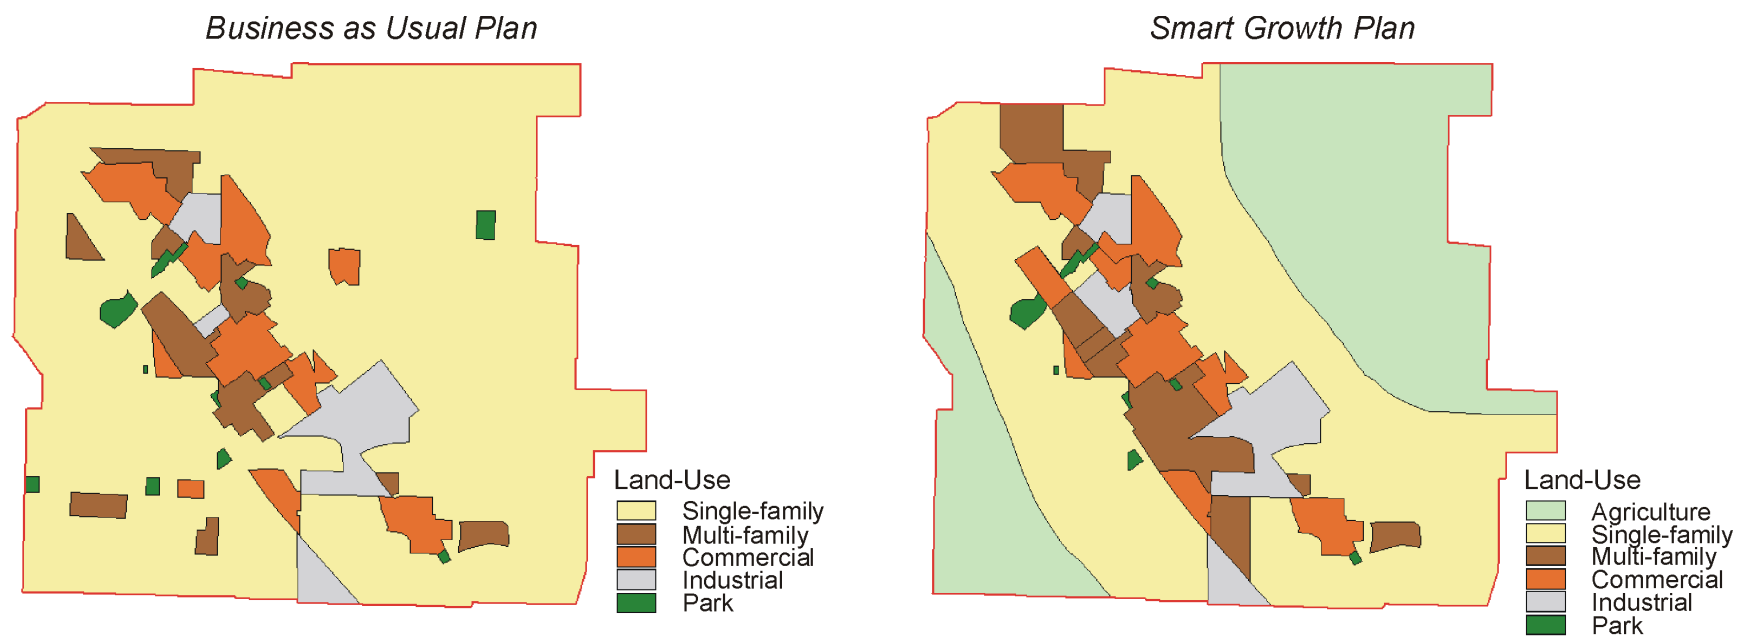 Business as Usual Plan
Smart Growth Plan
Land-Use
Single-family
Multi-family
Commercial
Industrial
Park
Land-Use
Agriculture
Single-family
Multi-family
Commercial
Industrial
Park